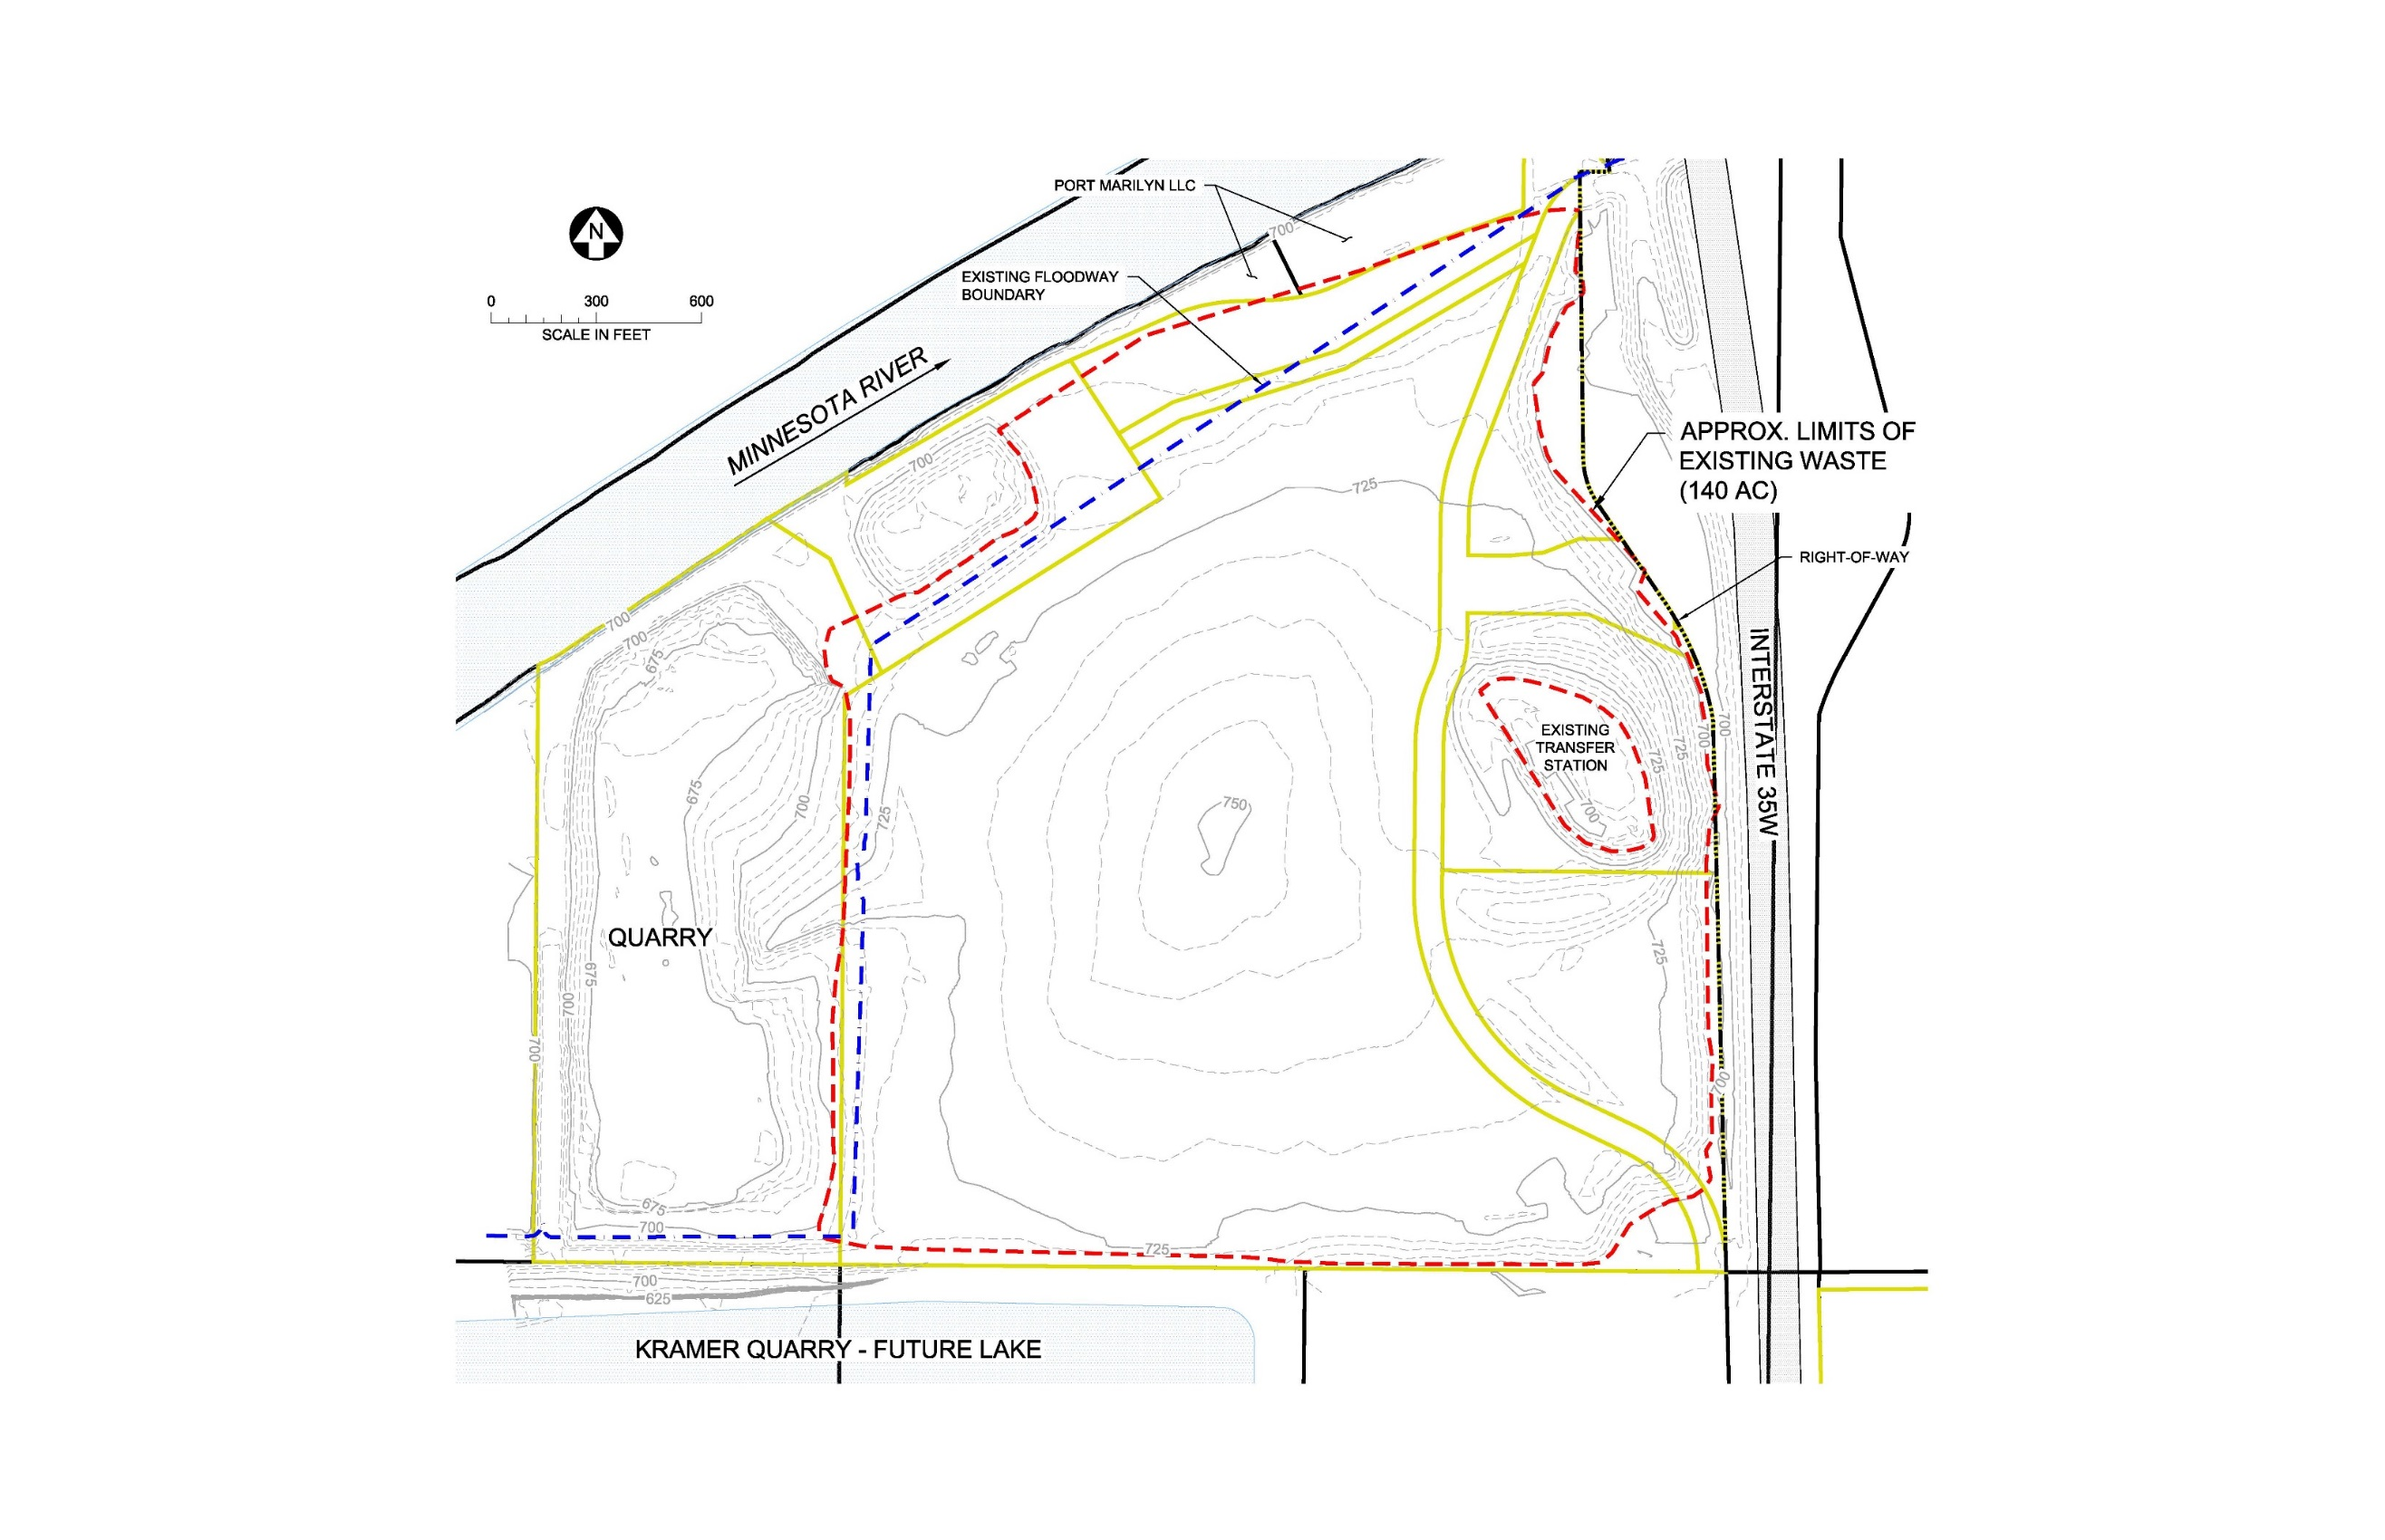 PORT MARILYN LLC
700
N
EXISTING FLOODWAY
BOUNDARY
0 300 600
SCALE IN FEET
MINNESOTA RIVER
APPROX. LIMITS OF
EXISTING WASTE
(140 AC)
700
725
RIGHT-OF-WAY
700
700
675
INTERSTATE 35W
EXISTING
TRANSFER
STATION
700
700
725
725
700
675
700
725
750
QUARRY
725
675
700
700
700
675
700
725
700
625
KRAMER QUARRY - FUTURE LAKE